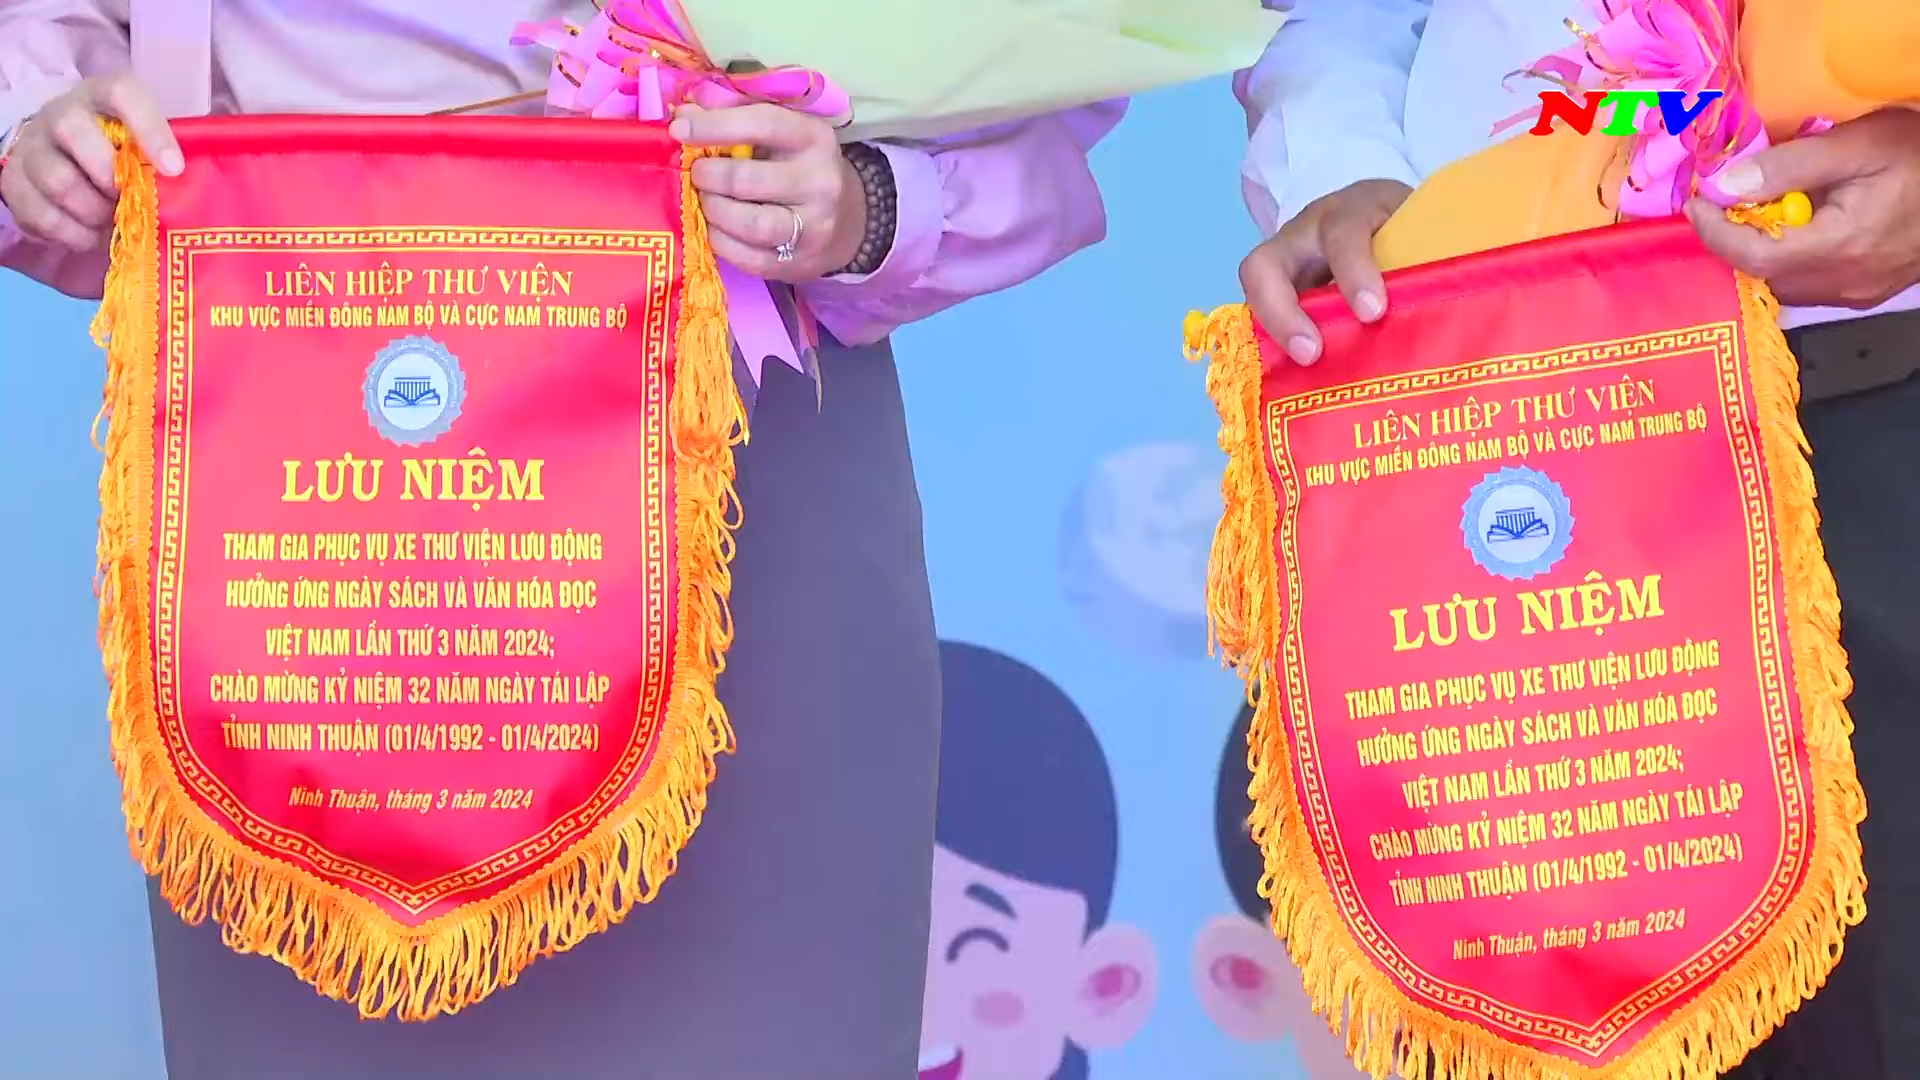 NTV
LIÊN HIỆP THƯ VIỆN
KHU VỰC MIỀN ĐÔNG NAM BỘ VÀ CỰC NAM TRUNG BỘ
LƯU NIỆM
THAM GIA PHỤC VỤ XE THƯ VIỆN LƯU ĐỘNG
HƯỞNG ỨNG NGÀY SÁCH VÀ VĂN HÓA ĐỌC
VIỆT NAM LẦN THỨ 3 NĂM 2024;
CHÀO MỪNG KỶ NIỆM 32 NĂM NGÀY TÁI LẬP
TỈNH NINH THUẬN (01/4/1992 - 01/4/2024)
Ninh Thuận, tháng 3 năm 2024
LIÊN HIỆP THƯ VIỆN
KHU VỰC MIỀN ĐÔNG NAM BỘ VÀ CỰC NAM TRUNG BỘ
LƯU NIỆM
THAM GIA PHỤC VỤ XE THƯ VIỆN LƯU ĐỘNG
HƯỞNG ỨNG NGÀY SÁCH VÀ VĂN HÓA ĐỌC
VIỆT NAM LẦN THỨ 3 NĂM 2024;
CHÀO MỪNG KỶ NIỆM 32 NĂM NGÀY TÁI LẬP
TỈNH NINH THUẬN (01/4/1992 - 01/4/2024)
Ninh Thuận, tháng 3 năm 2024